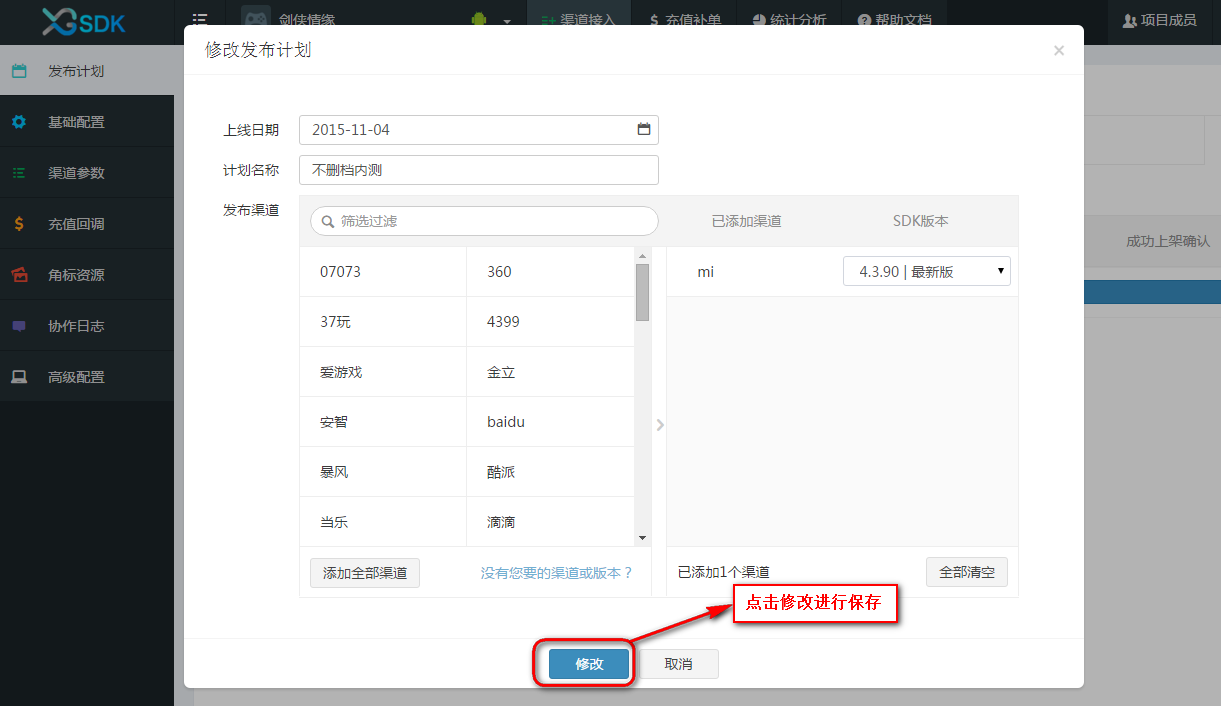 XGSDK
剑侠情缘
渠道接入
$ 充值补单
统计分析
帮助文档
项目成员
发布计划
基础配置
渠道参数
充值回调
角标资源
协作日志
高级配置
修改发布计划
×
上线日期
2015-11-04
计划名称
不删档内测
发布渠道
筛选过滤
已添加渠道
SDK版本
07073
360
mi
4.3.90 | 最新版
37玩
4399
爱游戏
金立
安智
baidu
暴风
酷派
当乐
滴滴
添加全部渠道
没有您要的渠道或版本？
已添加1个渠道
全部清空
点击修改进行保存
修改
取消
成功上架确认